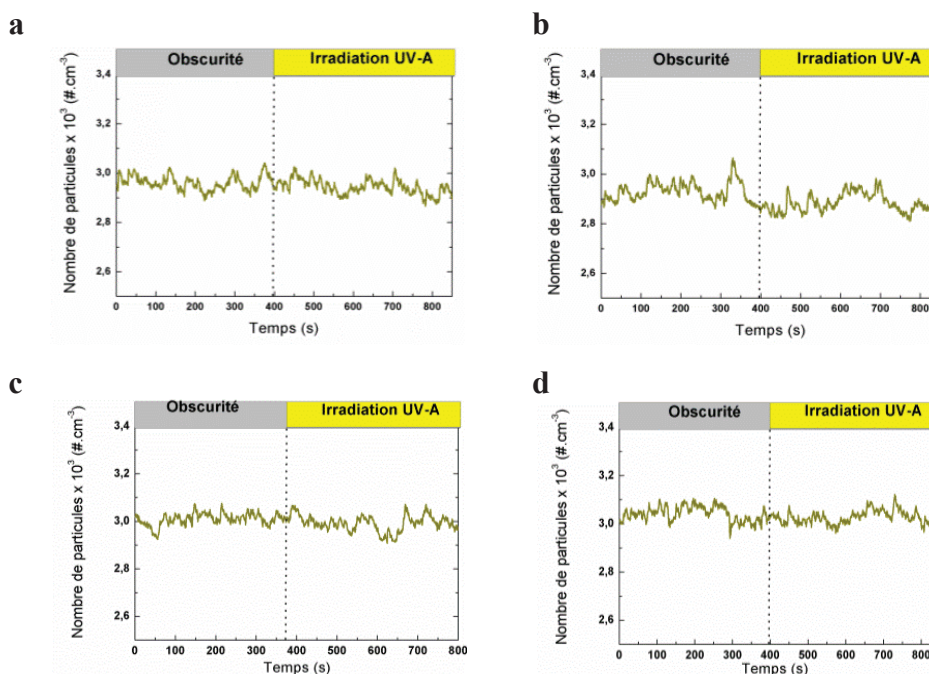 a
Obscurité Irradiation UV-A
Nombre de particules x 10³ (#.cm⁻³)
3,4
3,2
3,0
2,8
2,6
0 100 200 300 400 500 600 700 800
Temps (s)
b
Obscurité Irradiation UV-A
Nombre de particules x 10³ (#.cm⁻³)
3,4
3,2
3,0
2,8
2,6
0 100 200 300 400 500 600 700 800
Temps (s)
c
Obscurité Irradiation UV-A
Nombre de particules x 10³ (#.cm⁻³)
3,4
3,2
3,0
2,8
2,6
0 100 200 300 400 500 600 700 800
Temps (s)
d
Obscurité Irradiation UV-A
Nombre de particules x 10³ (#.cm⁻³)
3,4
3,2
3,0
2,8
2,6
0 100 200 300 400 500 600 700 800
Temps (s)